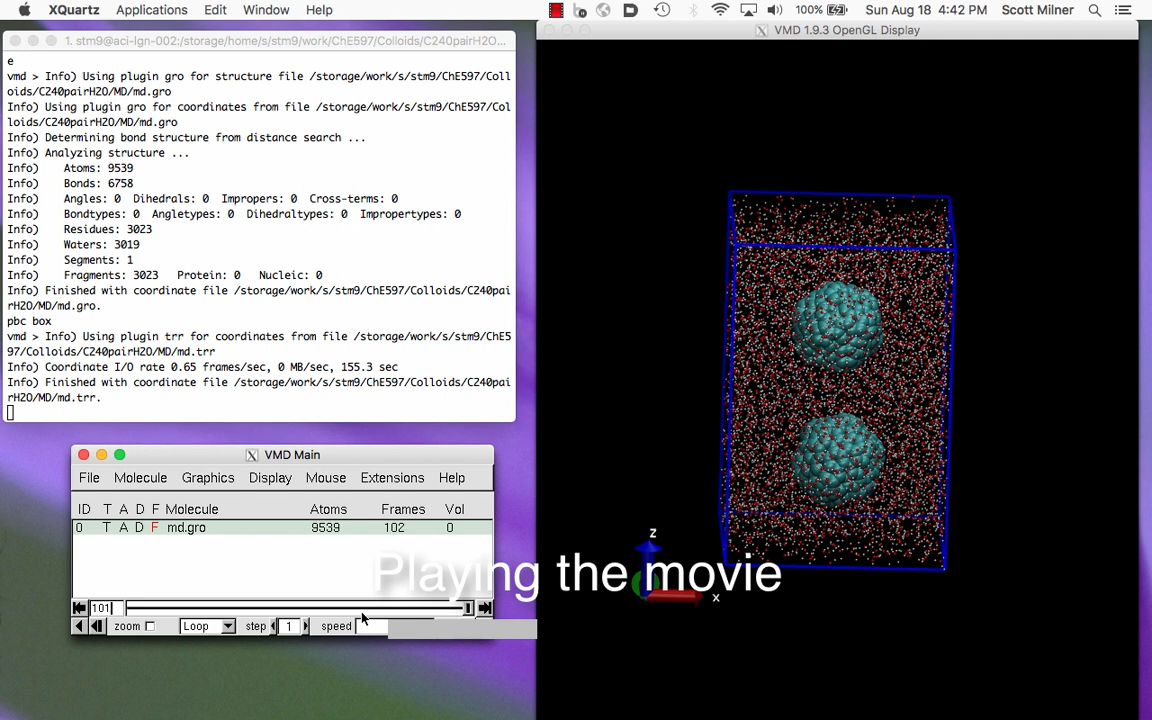 XQuartz Applications Edit Window Help 100% Sun Aug 18 4:42 PM Scott Milner
1. stm9@aci-lgn-002:/storage/home/s/stm9/work/ChE597/Colloids/C240pairH2O...
VMD 1.9.3 OpenGL Display
e
vmd > Info) Using plugin gro for structure file /storage/work/s/stm9/ChE597/Coll
oids/C240pairH2O/MD/md.gro
Info) Using plugin gro for coordinates from file /storage/work/s/stm9/ChE597/Col
loids/C240pairH2O/MD/md.gro
Info) Determining bond structure from distance search ...
Info) Analyzing structure ...
Info)    Atoms: 9539
Info)    Bonds: 6758
Info)    Angles: 0  Dihedrals: 0  Impropers: 0  Cross-terms: 0
Info)    Bondtypes: 0  Angletypes: 0  Dihedraltypes: 0  Impropertypes: 0
Info)    Residues: 3023
Info)    Waters: 3019
Info)    Segments: 1
Info)    Fragments: 3023   Protein: 0   Nucleic: 0
Info) Finished with coordinate file /storage/work/s/stm9/ChE597/Colloids/C240pai
rH2O/MD/md.gro.
pbc box
vmd > Info) Using plugin trr for coordinates from file /storage/work/s/stm9/ChE5
97/Colloids/C240pairH2O/MD/md.trr
Info) Coordinate I/O rate 0.65 frames/sec, 0 MB/sec, 155.3 sec
Info) Finished with coordinate file /storage/work/s/stm9/ChE597/Colloids/C240pai
rH2O/MD/md.trr.
VMD Main
File Molecule Graphics Display Mouse Extensions Help
ID T A D F Molecule Atoms Frames Vol
0 T A D F md.gro 9539 102 0
101
zoom Loop step 1 speed
z
x
Playing the movie